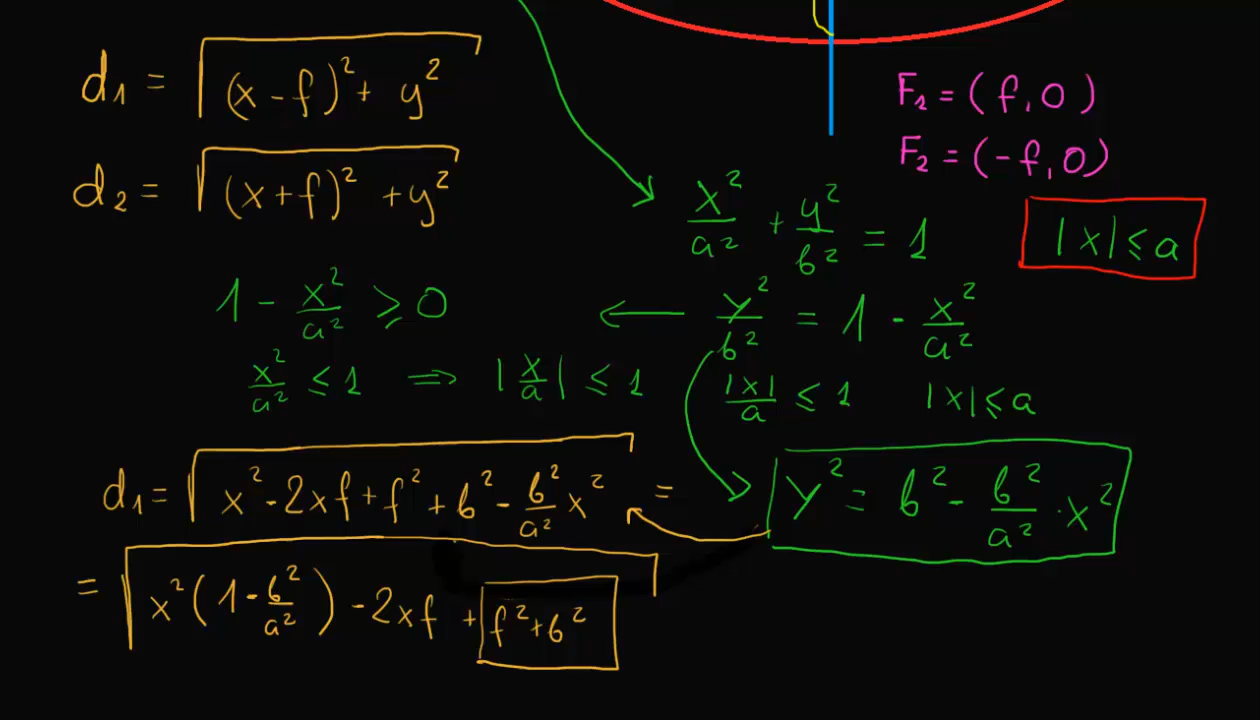 d₁ = √((x-f)² + y²)
F₁ = (f, 0)
d₂ = √((x+f)² + y²)
F₂ = (-f, 0)
x²/a² + y²/b² = 1
|x| ≤ a
1 - x²/a² ≥ 0 ← y²/b² = 1 - x²/a²
x²/a² ≤ 1 ⇒ |x/a| ≤ 1 |x|/a ≤ 1 |x| ≤ a
d₁ = √(x² - 2xf + f² + b² - b²/a² x²) =
y² = b² - b²/a² · x²
= √(x²(1 - b²/a²) - 2xf + f² + b²)